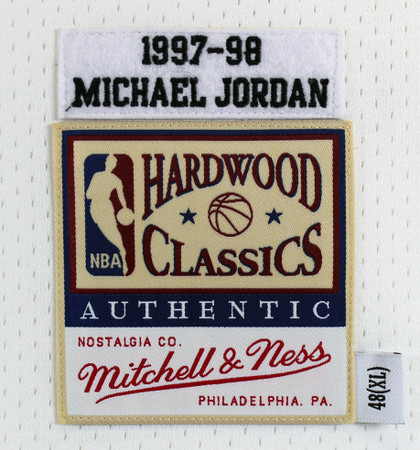 1997-98
MICHAEL JORDAN
HARDWOOD
NBA
CLASSICS
AUTHENTIC
NOSTALGIA CO.
Mitchell & Ness
PHILADELPHIA. PA.
48(XL)